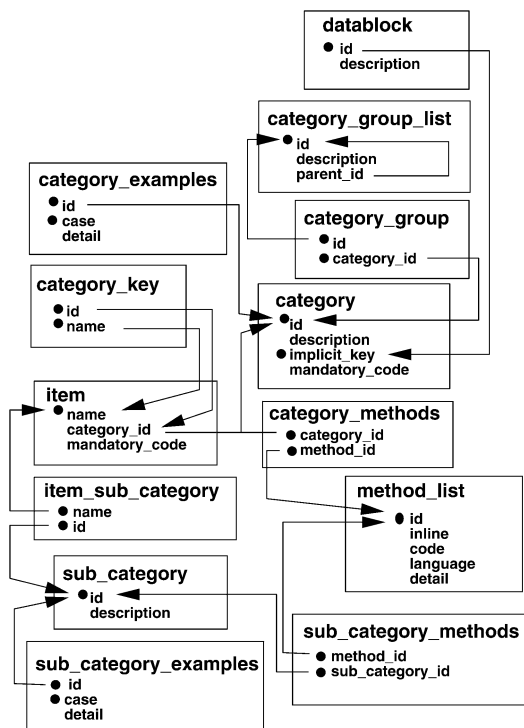 datablock
id
description
category_group_list
id
description
parent_id
category_examples
id
case
detail
category_group
id
category_id
category_key
id
name
category
id
description
implicit_key
mandatory_code
item
name
category_id
mandatory_code
category_methods
category_id
method_id
item_sub_category
name
id
method_list
id
inline
code
language
detail
sub_category
id
description
sub_category_methods
method_id
sub_category_id
sub_category_examples
id
case
detail